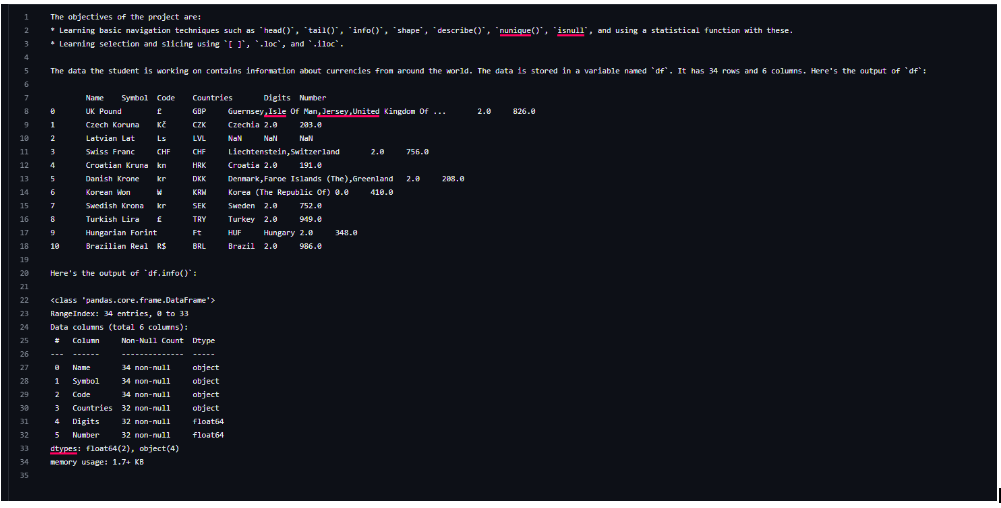 1 The objectives of the project are:
2 * Learning basic navigation techniques such as `head()`, `tail()`, `info()`, `shape`, `describe()`, `nunique()`, `isnull`, and using a statistical function with these.
3 * Learning selection and slicing using `[ ]`, `.loc`, and `.iloc`.
4
5 The data the student is working on contains information about currencies from around the world. The data is stored in a variable named `df`. It has 34 rows and 6 columns. Here's the output of `df`:
6
7 Name Symbol Code Countries Digits Number
8 0 UK Pound £ GBP Guernsey,Isle Of Man,Jersey,United Kingdom Of ... 2.0 826.0
9 1 Czech Koruna Kč CZK Czechia 2.0 203.0
10 2 Latvian Lat Ls LVL NaN NaN NaN
11 3 Swiss Franc CHF CHF Liechtenstein,Switzerland 2.0 756.0
12 4 Croatian Kruna kn HRK Croatia 2.0 191.0
13 5 Danish Krone kr DKK Denmark,Faroe Islands (The),Greenland 2.0 208.0
14 6 Korean Won ₩ KRW Korea (The Republic Of) 0.0 410.0
15 7 Swedish Krona kr SEK Sweden 2.0 752.0
16 8 Turkish Lira ₤ TRY Turkey 2.0 949.0
17 9 Hungarian Forint Ft HUF Hungary 2.0 348.0
18 10 Brazilian Real R$ BRL Brazil 2.0 986.0
19
20 Here's the output of `df.info()`:
21
22 <class 'pandas.core.frame.DataFrame'>
23 RangeIndex: 34 entries, 0 to 33
24 Data columns (total 6 columns):
25 # Column Non-Null Count Dtype
26 --- ------ -------------- -----
27 0 Name 34 non-null object
28 1 Symbol 34 non-null object
29 2 Code 34 non-null object
30 3 Countries 32 non-null object
31 4 Digits 32 non-null float64
32 5 Number 32 non-null float64
33 dtypes: float64(2), object(4)
34 memory usage: 1.7+ KB
35